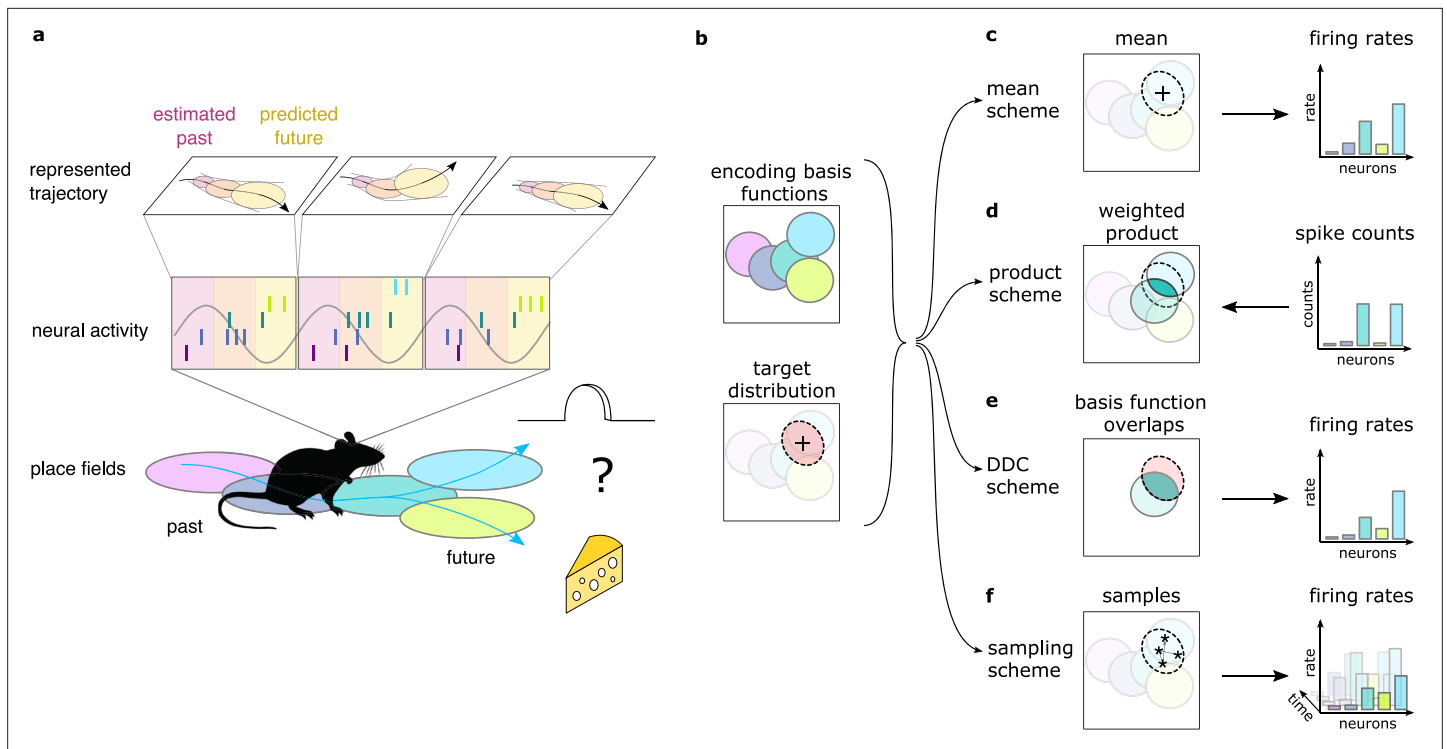 a
estimated
past
predicted
future
represented
trajectory
neural activity
place fields
past
future
?
b
encoding basis
functions
target
distribution
+
c
mean
scheme
mean
+
firing rates
rate
neurons
d
product
scheme
weighted
product
spike counts
counts
neurons
e
DDC
scheme
basis function
overlaps
firing rates
rate
neurons
f
sampling
scheme
samples
* * * *
firing rates
rate
time
neurons